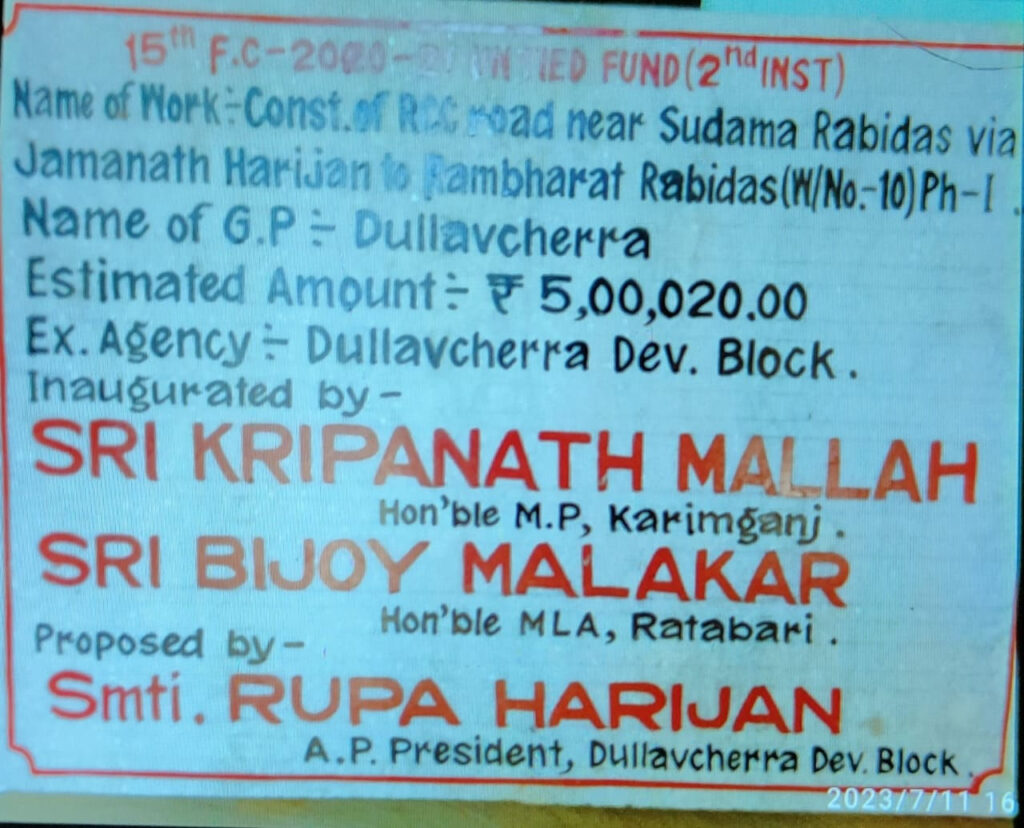 15th F.C-2020- FUND (2nd INST)
Name of Work÷Const. of RCC road near Sudama Rabidas via
Jamanath Harijan to Rambharat Rabidas (W/No.-10) Ph-I .
Name of G.P ÷ Dullavcherra
Estimated Amount ÷ ₹ 5,00,020.00
Ex. Agency ÷ Dullavcherra Dev. Block .
Inaugurated by -
SRI KRIPANATH MALLAH
Hon'ble M.P, Karimganj .
SRI BIJOY MALAKAR
Hon'ble MLA, Ratabari .
Proposed by -
Smti. RUPA HARIJAN
A.P. President, Dullavcherra Dev. Block .
2023/7/11 16